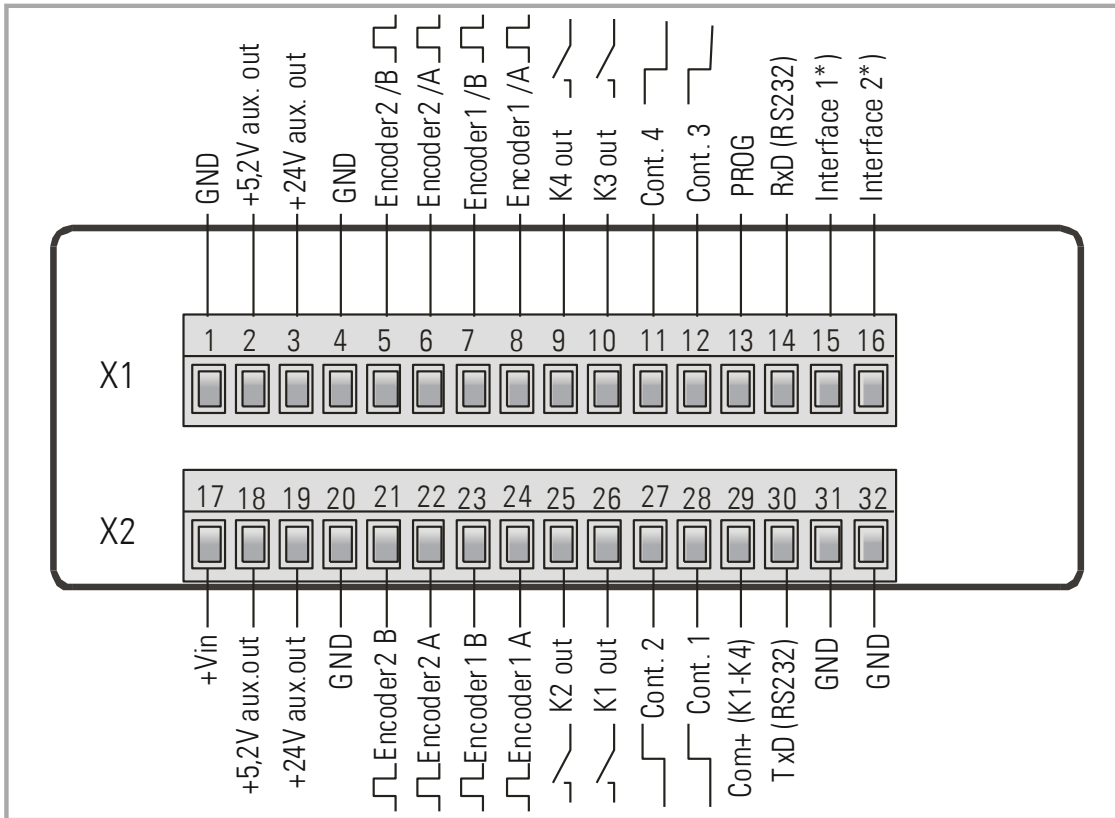 GND
+5,2V aux. out
+24V aux. out
GND
Encoder2 /B
Encoder2 /A
Encoder1 /B
Encoder1 /A
K4 out
K3 out
Cont. 4
Cont. 3
PROG
RxD (RS232)
Interface 1*)
Interface 2*)
X1
1 2 3 4 5 6 7 8 9 10 11 12 13 14 15 16
X2
17 18 19 20 21 22 23 24 25 26 27 28 29 30 31 32
+Vin
+5,2V aux.out
+24V aux.out
GND
Encoder2 B
Encoder2 A
Encoder1 B
Encoder1 A
K2 out
K1 out
Cont. 2
Cont. 1
Com+ (K1-K4)
TxD (RS232)
GND
GND